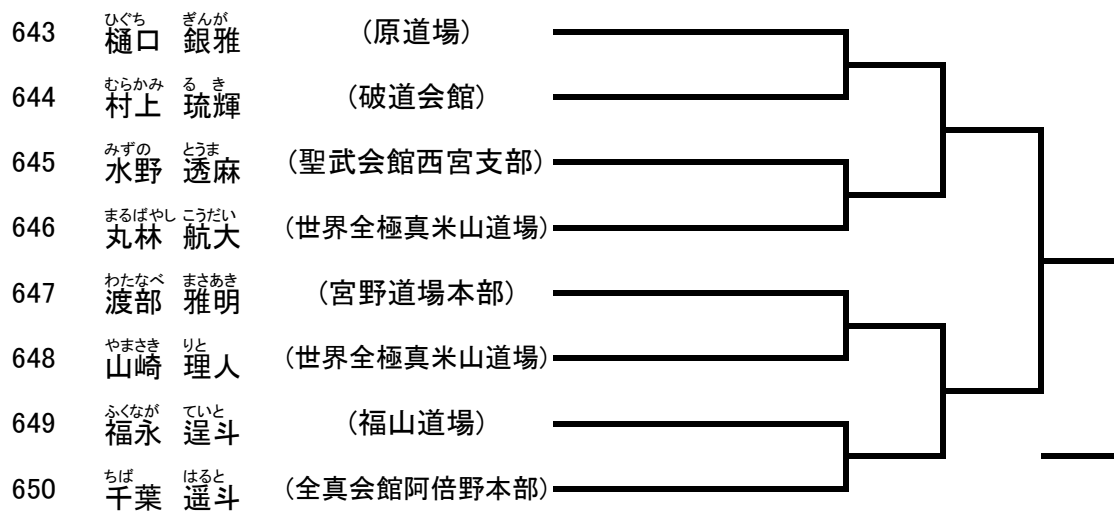 ひぐち ぎんが
643 樋口 銀雅 (原道場)
むらかみ る き
644 村上 琉輝 (破道会館)
みずの とうま
645 水野 透麻 (聖武会館西宮支部)
まるばやし こうだい
646 丸林 航大 (世界全極真米山道場)
わたなべ まさあき
647 渡部 雅明 (宮野道場本部)
やまさき りと
648 山崎 理人 (世界全極真米山道場)
ふくなが ていと
649 福永 逞斗 (福山道場)
ちば はると
650 千葉 遥斗 (全真会館阿倍野本部)